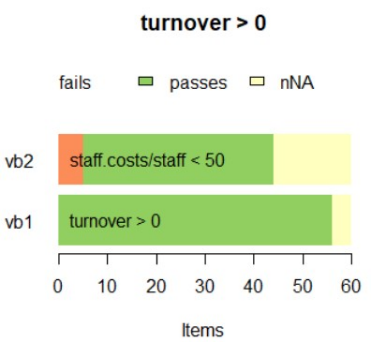 turnover > 0
fails passes nNA
vb2 staff.costs/staff < 50
vb1 turnover > 0
0 10 20 30 40 50 60
Items